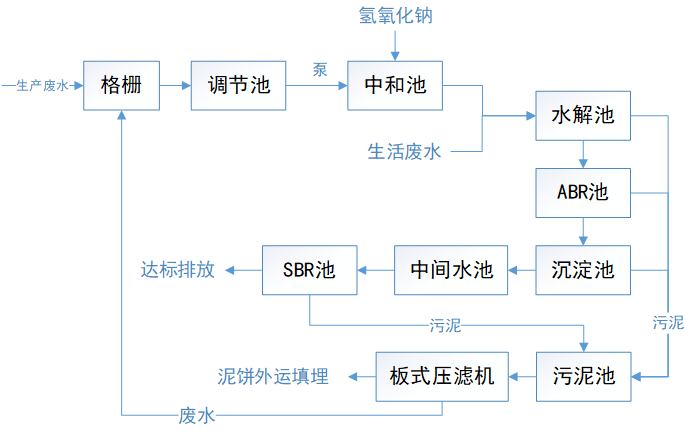 氢氧化钠
生产废水
格栅
调节池
泵
中和池
水解池
生活废水
ABR池
达标排放
SBR池
中间水池
沉淀池
污泥
污泥
泥饼外运填埋
板式压滤机
污泥池
废水